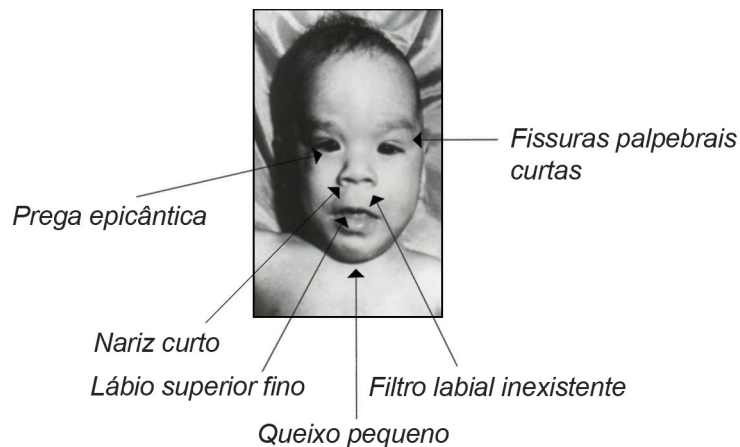 Fissuras palpebrais
curtas
Prega epicântica
Nariz curto
Lábio superior fino
Filtro labial inexistente
Queixo pequeno